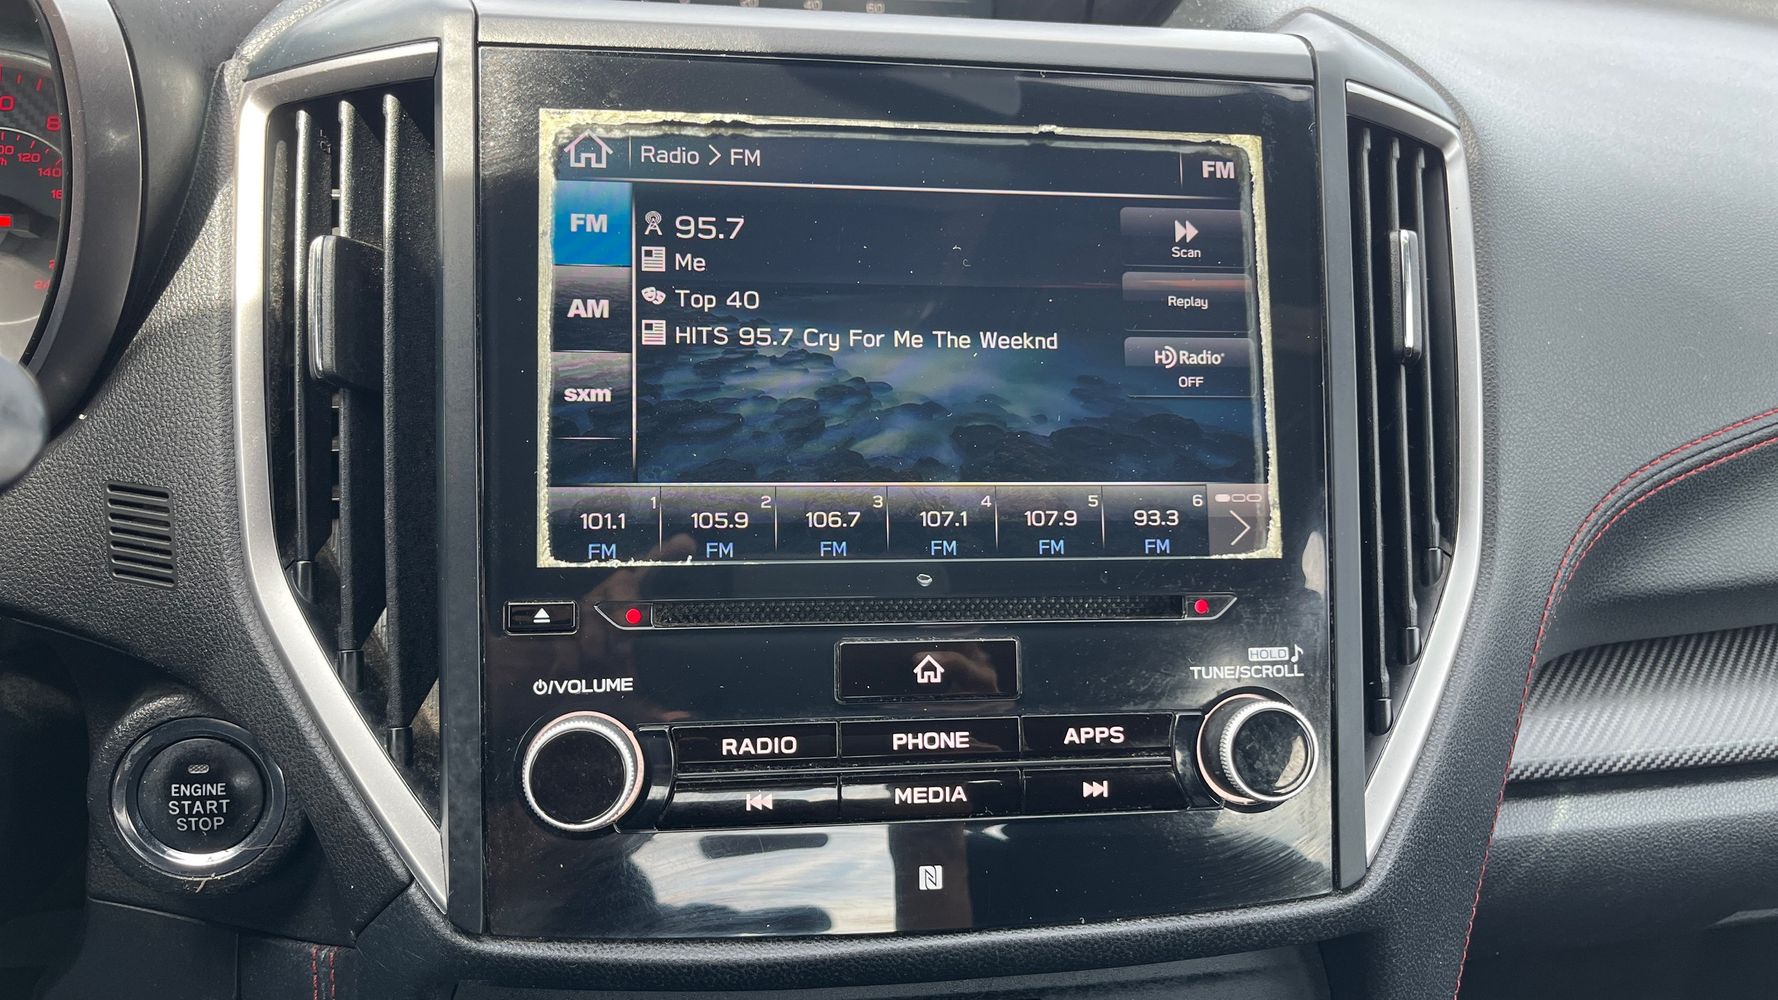 Radio > FM
FM
FM
AM
sxm
95.7
Me
Top 40
HITS 95.7 Cry For Me The Weeknd
Scan
Replay
HD Radio
OFF
1
101.1
FM
2
105.9
FM
3
106.7
FM
4
107.1
FM
5
107.9
FM
6
93.3
FM
/VOLUME
HOLD
TUNE/SCROLL
RADIO
PHONE
APPS
MEDIA
ENGINE
START
STOP
8
120
140